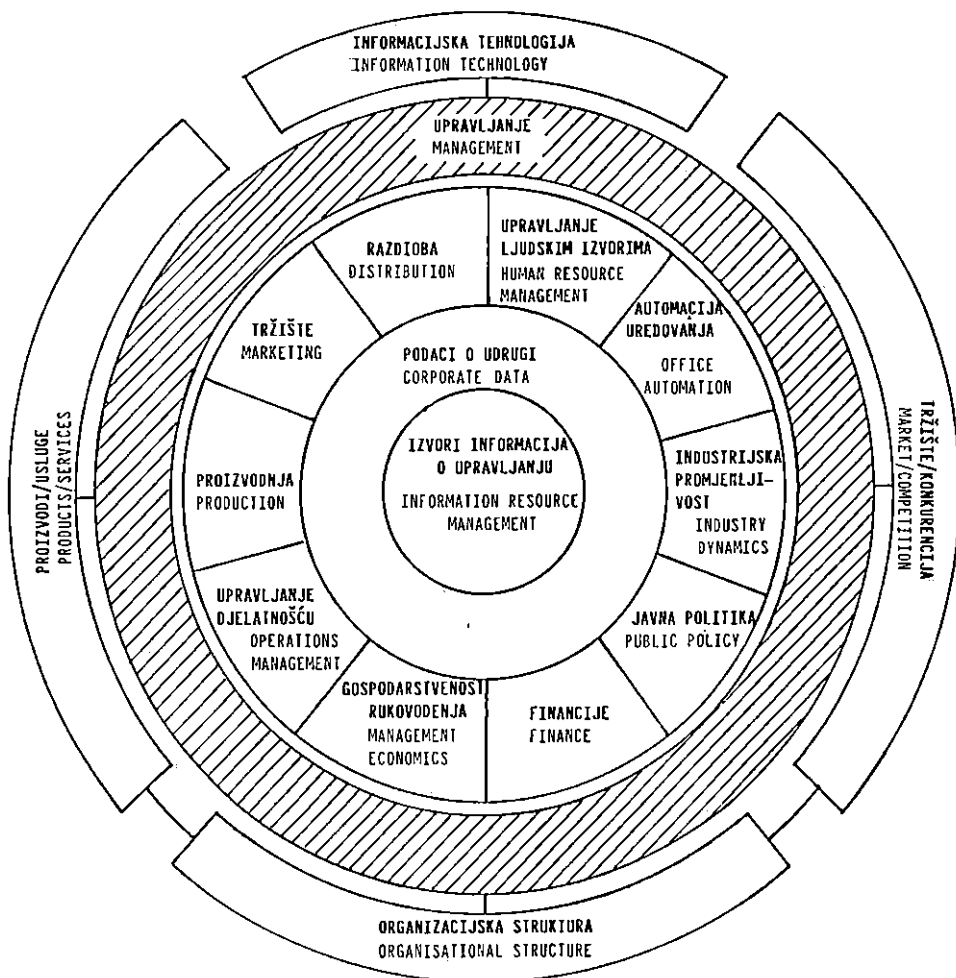 INFORMACIJSKA TEHNOLOGIJA
INFORMATION TECHNOLOGY
UPRAVLJANJE
MANAGEMENT
RAZDIOBA
DISTRIBUTION
UPRAVLJANJE
LJUDSKIM IZVORIMA
HUMAN RESOURCE
MANAGEMENT
TRŽIŠTE
MARKETING
AUTOMACIJA
UREDOVANJA
OFFICE
AUTOMATION
PODACI O UDRUGI
CORPORATE DATA
IZVORI INFORMACIJA
O UPRAVLJANJU
INFORMATION RESOURCE
MANAGEMENT
PROIZVODNJA
PRODUCTION
INDUSTRIJSKA
PROMJENLJI-
VOST
INDUSTRY
DYNAMICS
PROIZVODI/USLUGE
PRODUCTS/SERVICES
TRŽIŠTE/KONKURENCIJA
MARKET/COMPETITION
UPRAVLJANJE
DJELATNOŠĆU
OPERATIONS
MANAGEMENT
JAVNA POLITIKA
PUBLIC POLICY
GOSPODARSTVENOST
RUKOVOĐENJA
MANAGEMENT
ECONOMICS
FINANCIJE
FINANCE
ORGANIZACIJSKA STRUKTURA
ORGANISATIONAL STRUCTURE